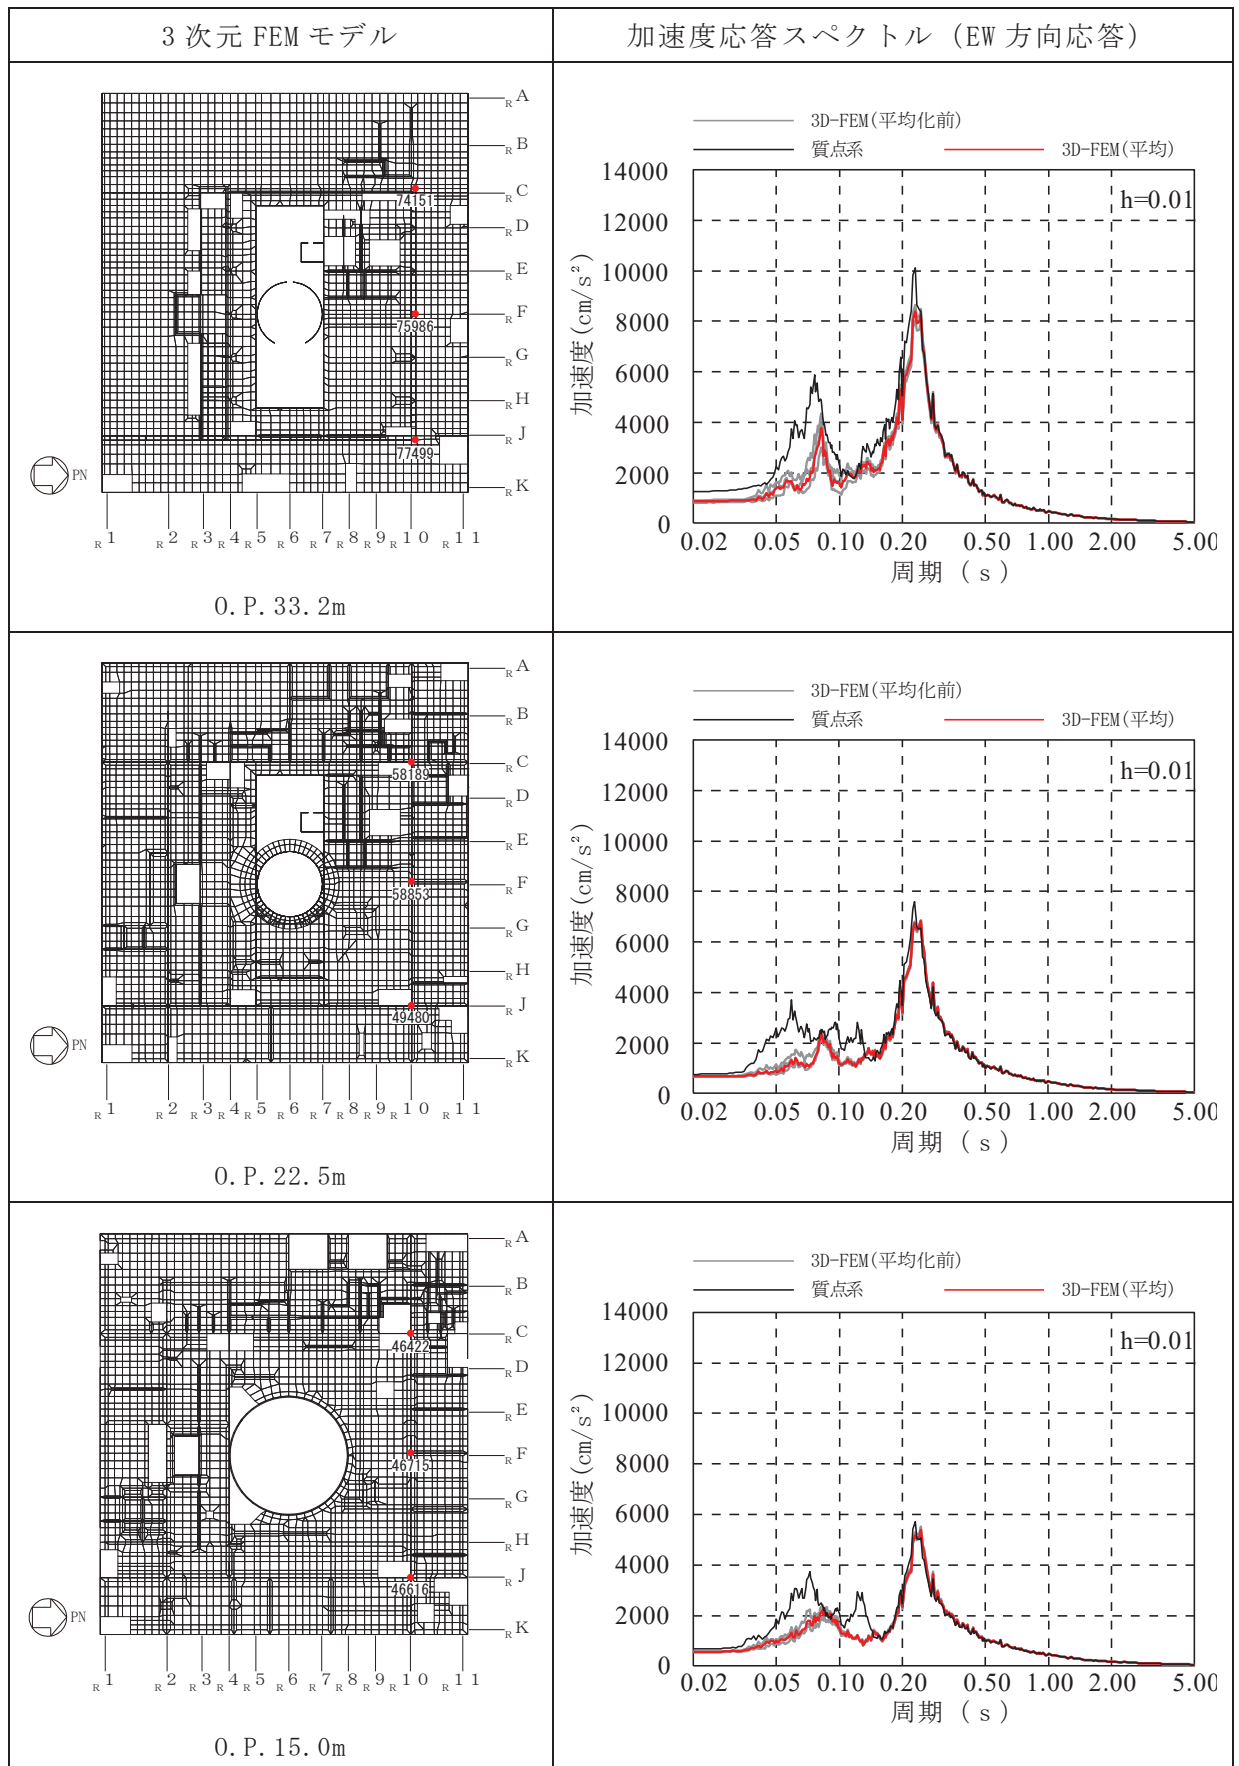 3次元 FEM モデル
加速度応答スペクトル（EW 方向応答）
RA
RB
RC
74151
RD
RE
RF
75986
RG
RH
RJ
77499
RK
PN
R1 R2 R3 R4 R5 R6 R7 R8 R9 R10 R11
O.P.33.2m
3D-FEM(平均化前)
質点系 3D-FEM(平均)
14000
h=0.01
12000
10000
8000
6000
4000
2000
0
加速度(cm/s²)
0.02 0.05 0.10 0.20 0.50 1.00 2.00 5.00
周期（s）
RA
RB
RC
58189
RD
RE
RF
58853
RG
RH
RJ
49480
RK
PN
R1 R2 R3 R4 R5 R6 R7 R8 R9 R10 R11
O.P.22.5m
3D-FEM(平均化前)
質点系 3D-FEM(平均)
14000
h=0.01
12000
10000
8000
6000
4000
2000
0
加速度(cm/s²)
0.02 0.05 0.10 0.20 0.50 1.00 2.00 5.00
周期（s）
RA
RB
RC
46422
RD
RE
RF
46715
RG
RH
RJ
46616
RK
PN
R1 R2 R3 R4 R5 R6 R7 R8 R9 R10 R11
O.P.15.0m
3D-FEM(平均化前)
質点系 3D-FEM(平均)
14000
h=0.01
12000
10000
8000
6000
4000
2000
0
加速度(cm/s²)
0.02 0.05 0.10 0.20 0.50 1.00 2.00 5.00
周期（s）